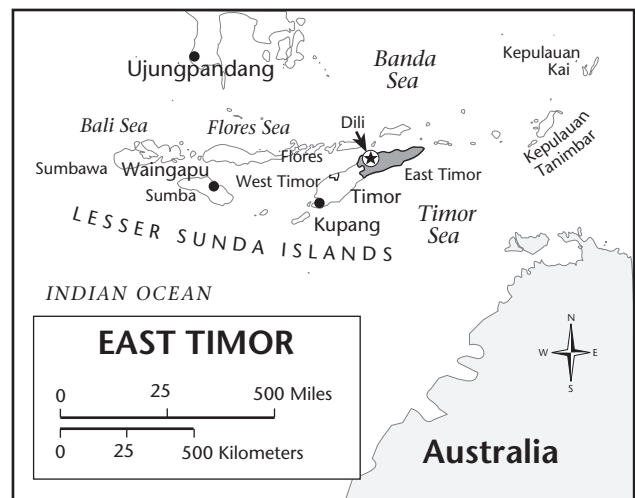 Ujungpandang
Banda
Sea
Kepulauan
Kai
Bali Sea
Flores Sea
Dili
Kepulauan
Tanimbar
Sumbawa
Waingapu
Flores
Sumba
West Timor
Timor
East Timor
Kupang
Timor
Sea
LESSER SUNDA ISLANDS
INDIAN OCEAN
EAST TIMOR
0 25 500 Miles
0 25 500 Kilometers
N
W E
S
Australia